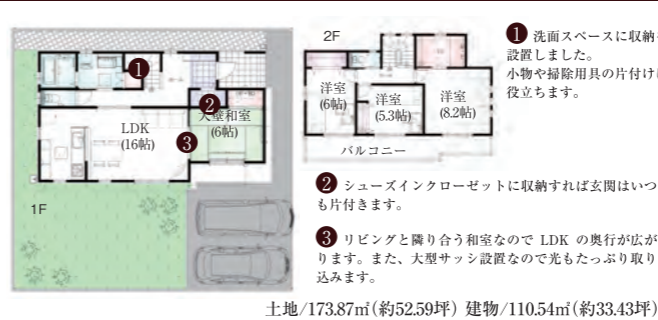 1 洗面スペースに収納
設置しました。
小物や掃除用具の片付け
役立ちます。
2F
洋室
(6帖)
洋室
(5.3帖)
洋室
(8.2帖)
バルコニー
1
2
大壁和室
(6帖)
3
LDK
(16帖)
1F
2 シューズインクローゼットに収納すれば玄関はいつ
も片付きます。
3 リビングと隣り合う和室なので LDK の奥行が広が
ります。また、大型サッシ設置なので光もたっぷり取り
込みます。
土地/173.87㎡(約52.59坪) 建物/110.54㎡(約33.43坪)